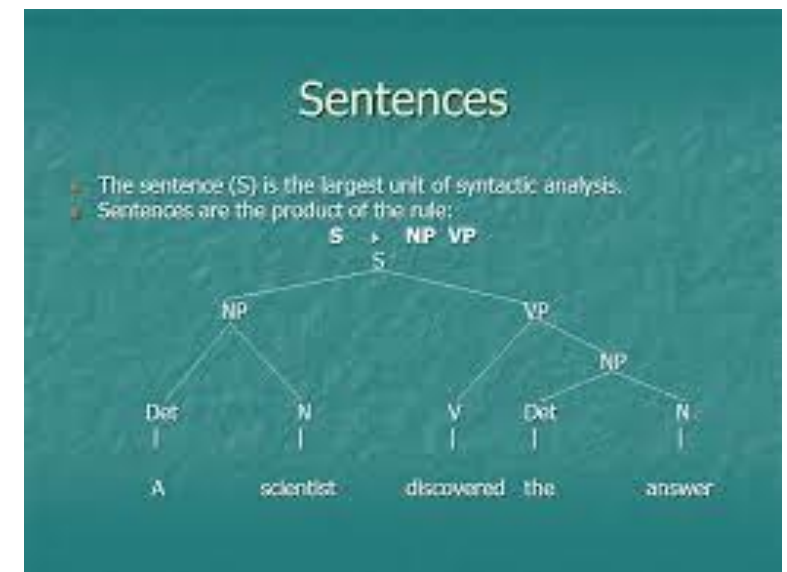 Sentences
The sentence (S) is the largest unit of syntactic analysis.
Sentences are the product of the rule:
S → NP VP
S
NP VP
NP
Det N V Det N
A scientist discovered the answer